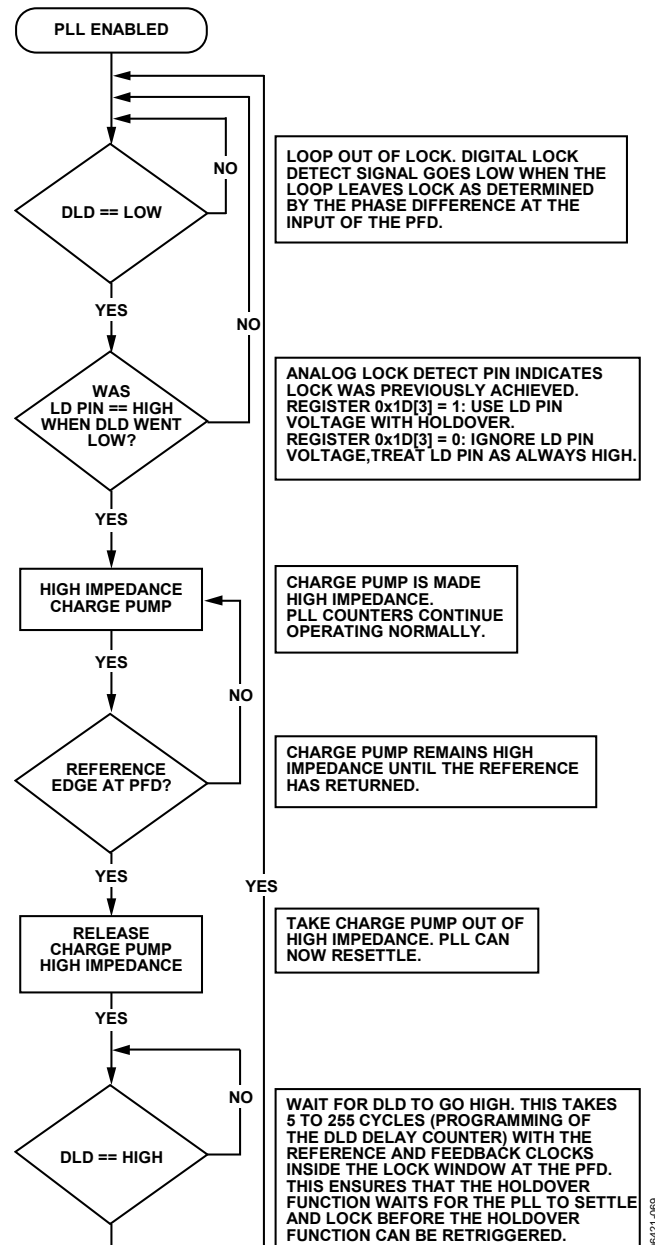 PLL ENABLED
NO
DLD == LOW
LOOP OUT OF LOCK. DIGITAL LOCK
DETECT SIGNAL GOES LOW WHEN THE
LOOP LEAVES LOCK AS DETERMINED
BY THE PHASE DIFFERENCE AT THE
INPUT OF THE PFD.
YES
NO
WAS
LD PIN == HIGH
WHEN DLD WENT
LOW?
ANALOG LOCK DETECT PIN INDICATES
LOCK WAS PREVIOUSLY ACHIEVED.
REGISTER 0x1D[3] = 1: USE LD PIN
VOLTAGE WITH HOLDOVER.
REGISTER 0x1D[3] = 0: IGNORE LD PIN
VOLTAGE,TREAT LD PIN AS ALWAYS HIGH.
YES
HIGH IMPEDANCE
CHARGE PUMP
CHARGE PUMP IS MADE
HIGH IMPEDANCE.
PLL COUNTERS CONTINUE
OPERATING NORMALLY.
YES
NO
REFERENCE
EDGE AT PFD?
CHARGE PUMP REMAINS HIGH
IMPEDANCE UNTIL THE REFERENCE
HAS RETURNED.
YES
YES
RELEASE
CHARGE PUMP
HIGH IMPEDANCE
TAKE CHARGE PUMP OUT OF
HIGH IMPEDANCE. PLL CAN
NOW RESETTLE.
YES
NO
DLD == HIGH
WAIT FOR DLD TO GO HIGH. THIS TAKES
5 TO 255 CYCLES (PROGRAMMING OF
THE DLD DELAY COUNTER) WITH THE
REFERENCE AND FEEDBACK CLOCKS
INSIDE THE LOCK WINDOW AT THE PFD.
THIS ENSURES THAT THE HOLDOVER
FUNCTION WAITS FOR THE PLL TO SETTLE
AND LOCK BEFORE THE HOLDOVER
FUNCTION CAN BE RETRIGGERED.
06421-069